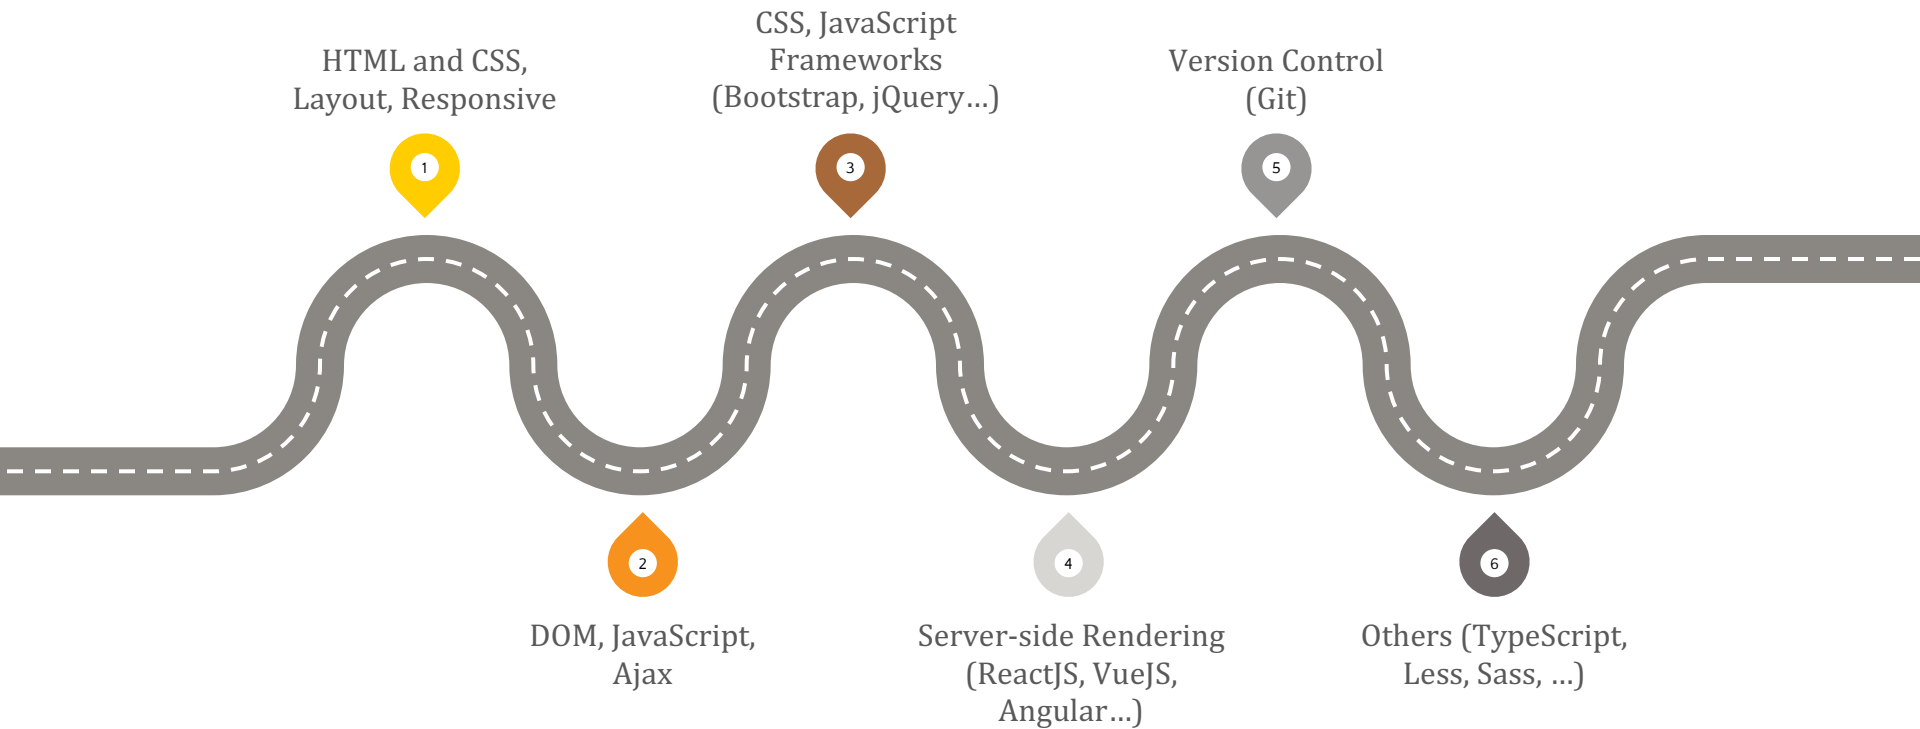 HTML and CSS,
Layout, Responsive
1
DOM, JavaScript,
Ajax
2
CSS, JavaScript
Frameworks
(Bootstrap, jQuery…)
3
Server-side Rendering
(ReactJS, VueJS,
Angular…)
4
Version Control
(Git)
5
Others (TypeScript,
Less, Sass, …)
6